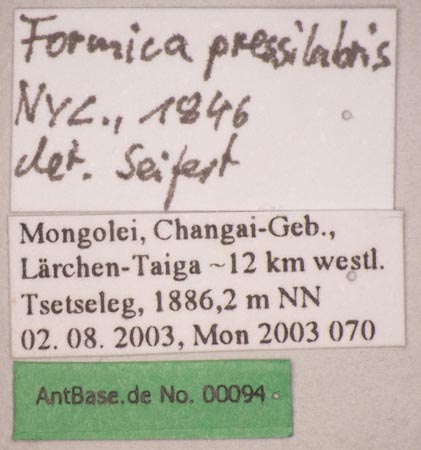 Formica pressilabris
NYL., 1846
det. Seifert
Mongolei, Changai-Geb.,
Lärchen-Taiga ~12 km westl.
Tsetseleg, 1886,2 m NN
02. 08. 2003, Mon 2003 070
AntBase.de No. 00094